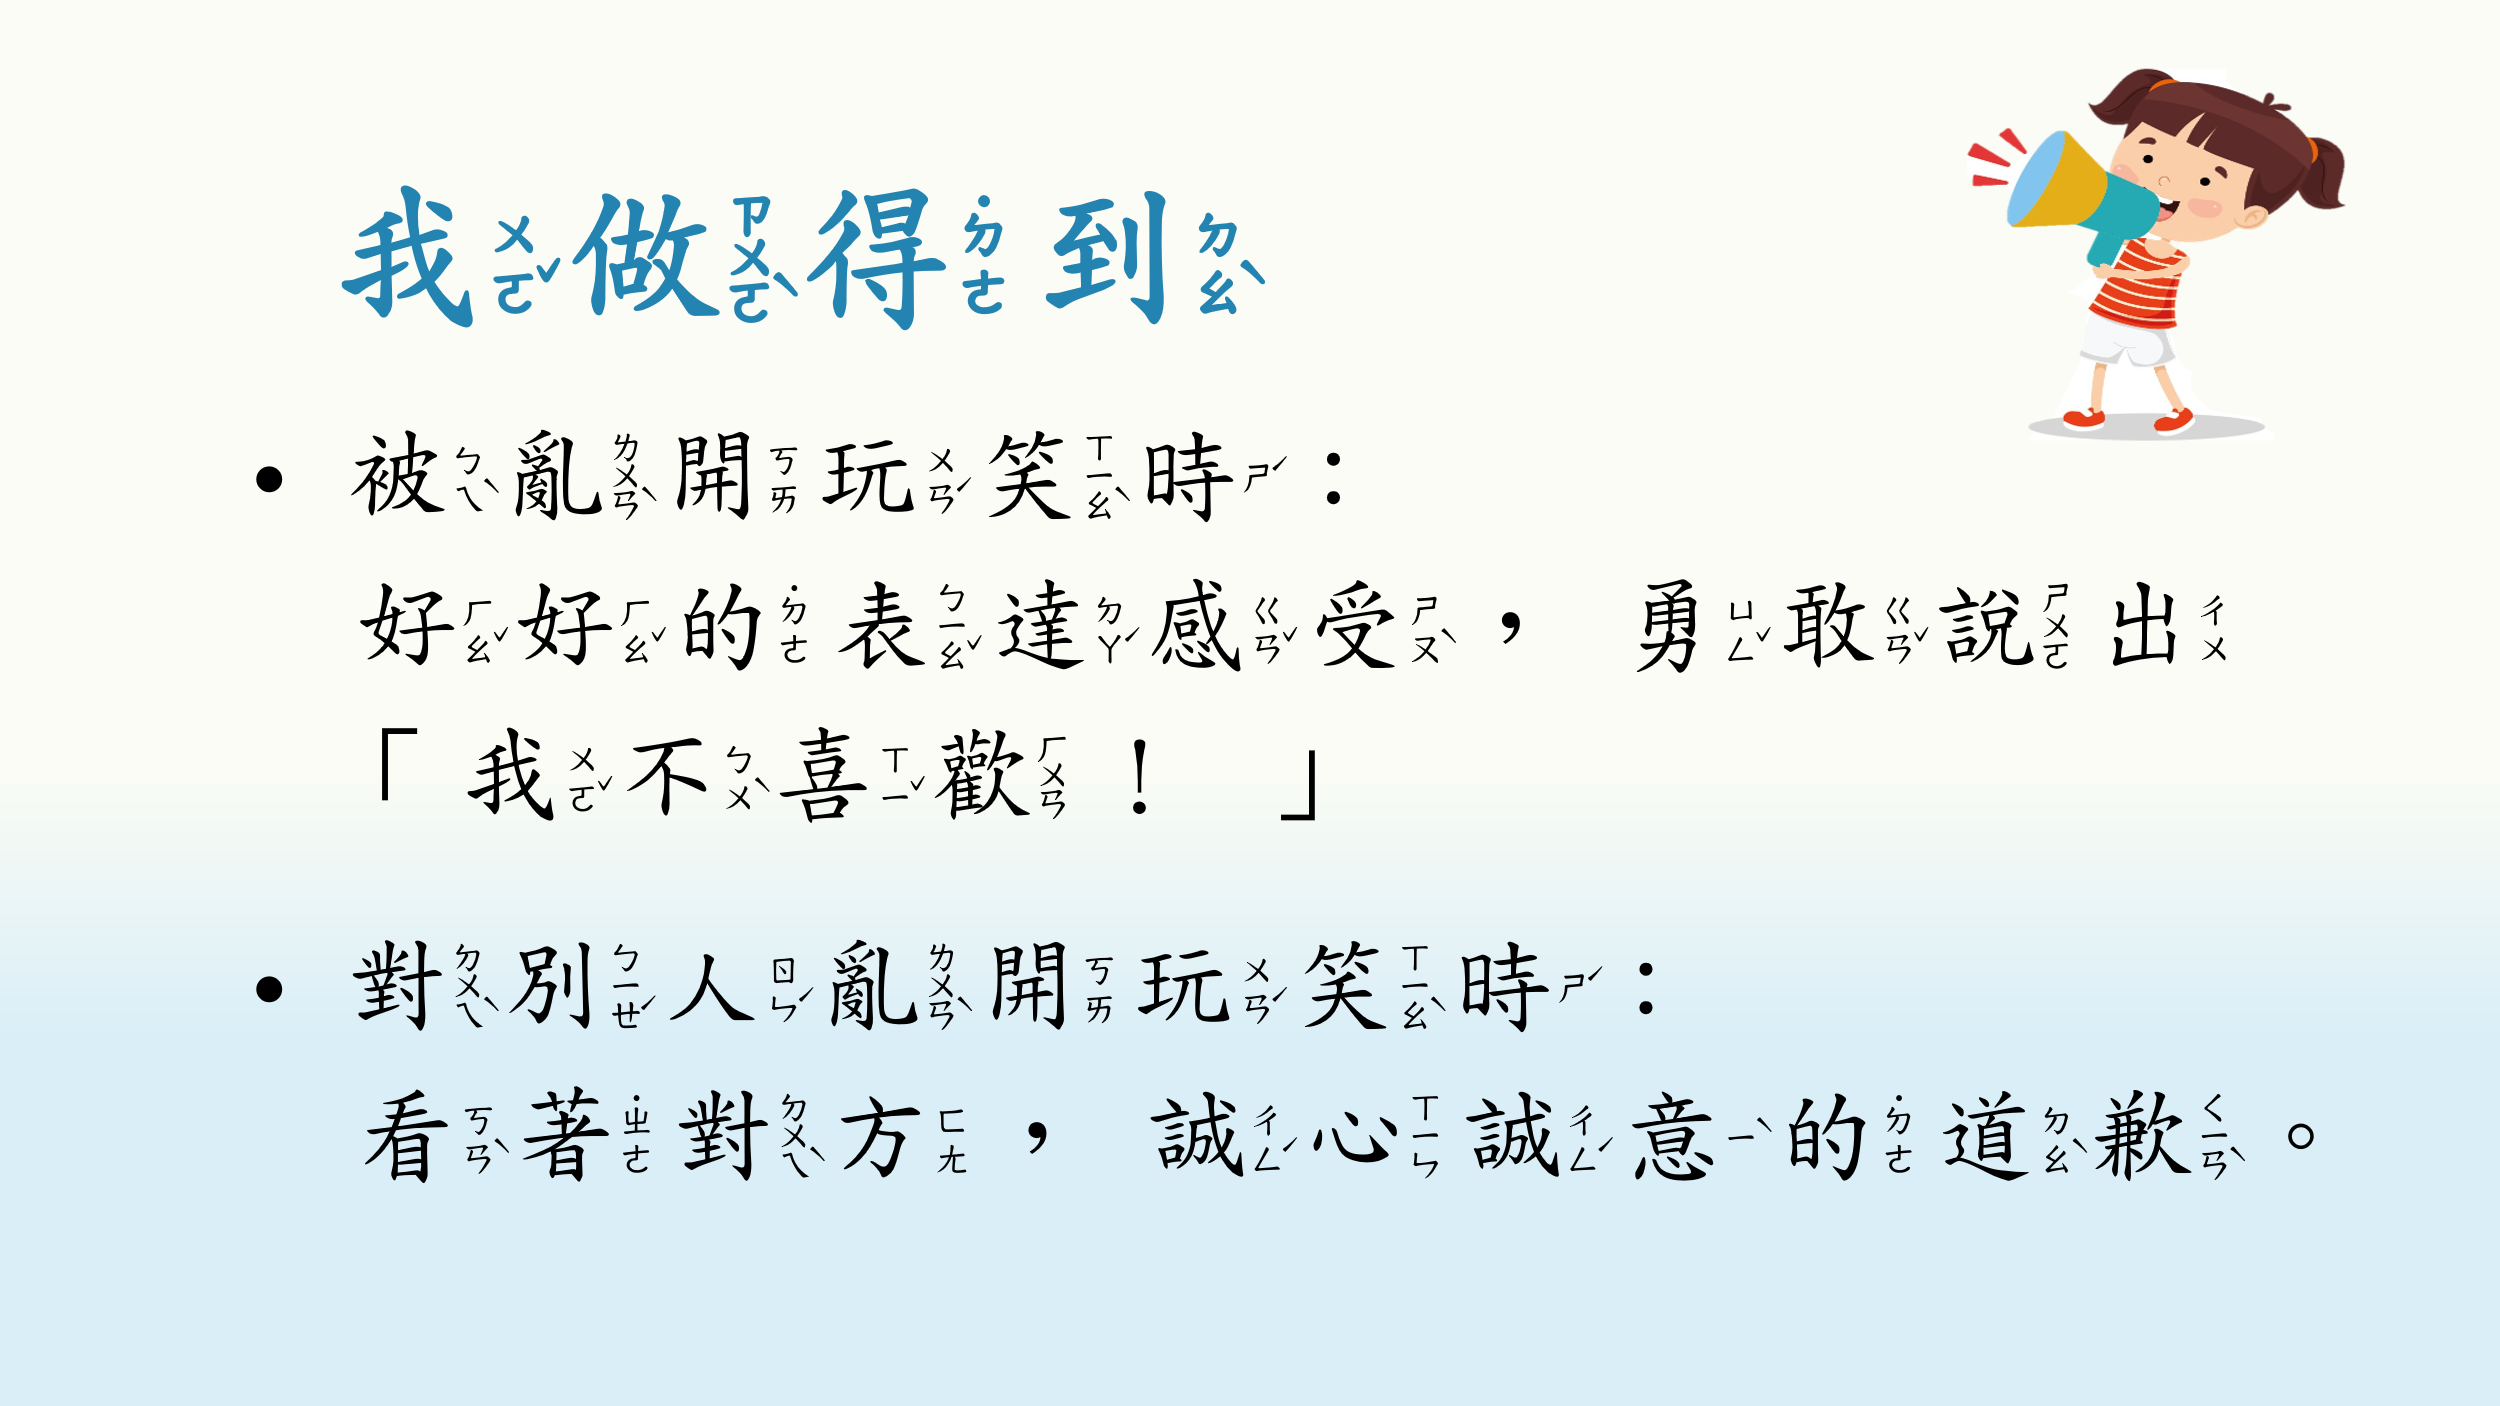 我做得到
• 被亂開玩笑時：
好好的表達感受，勇敢說出
「我不喜歡！」
• 對別人亂開玩笑時：
看著對方，誠心誠意的道歉。